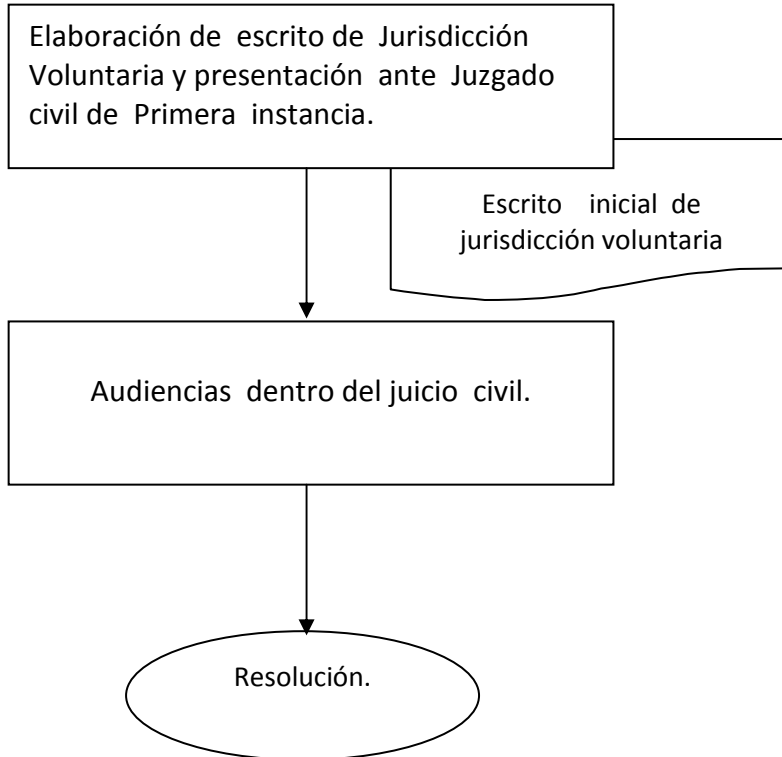 Elaboración de escrito de Jurisdicción
Voluntaria y presentación ante Juzgado
civil de Primera instancia.
Escrito inicial de
jurisdicción voluntaria
Audiencias dentro del juicio civil.
Resolución.